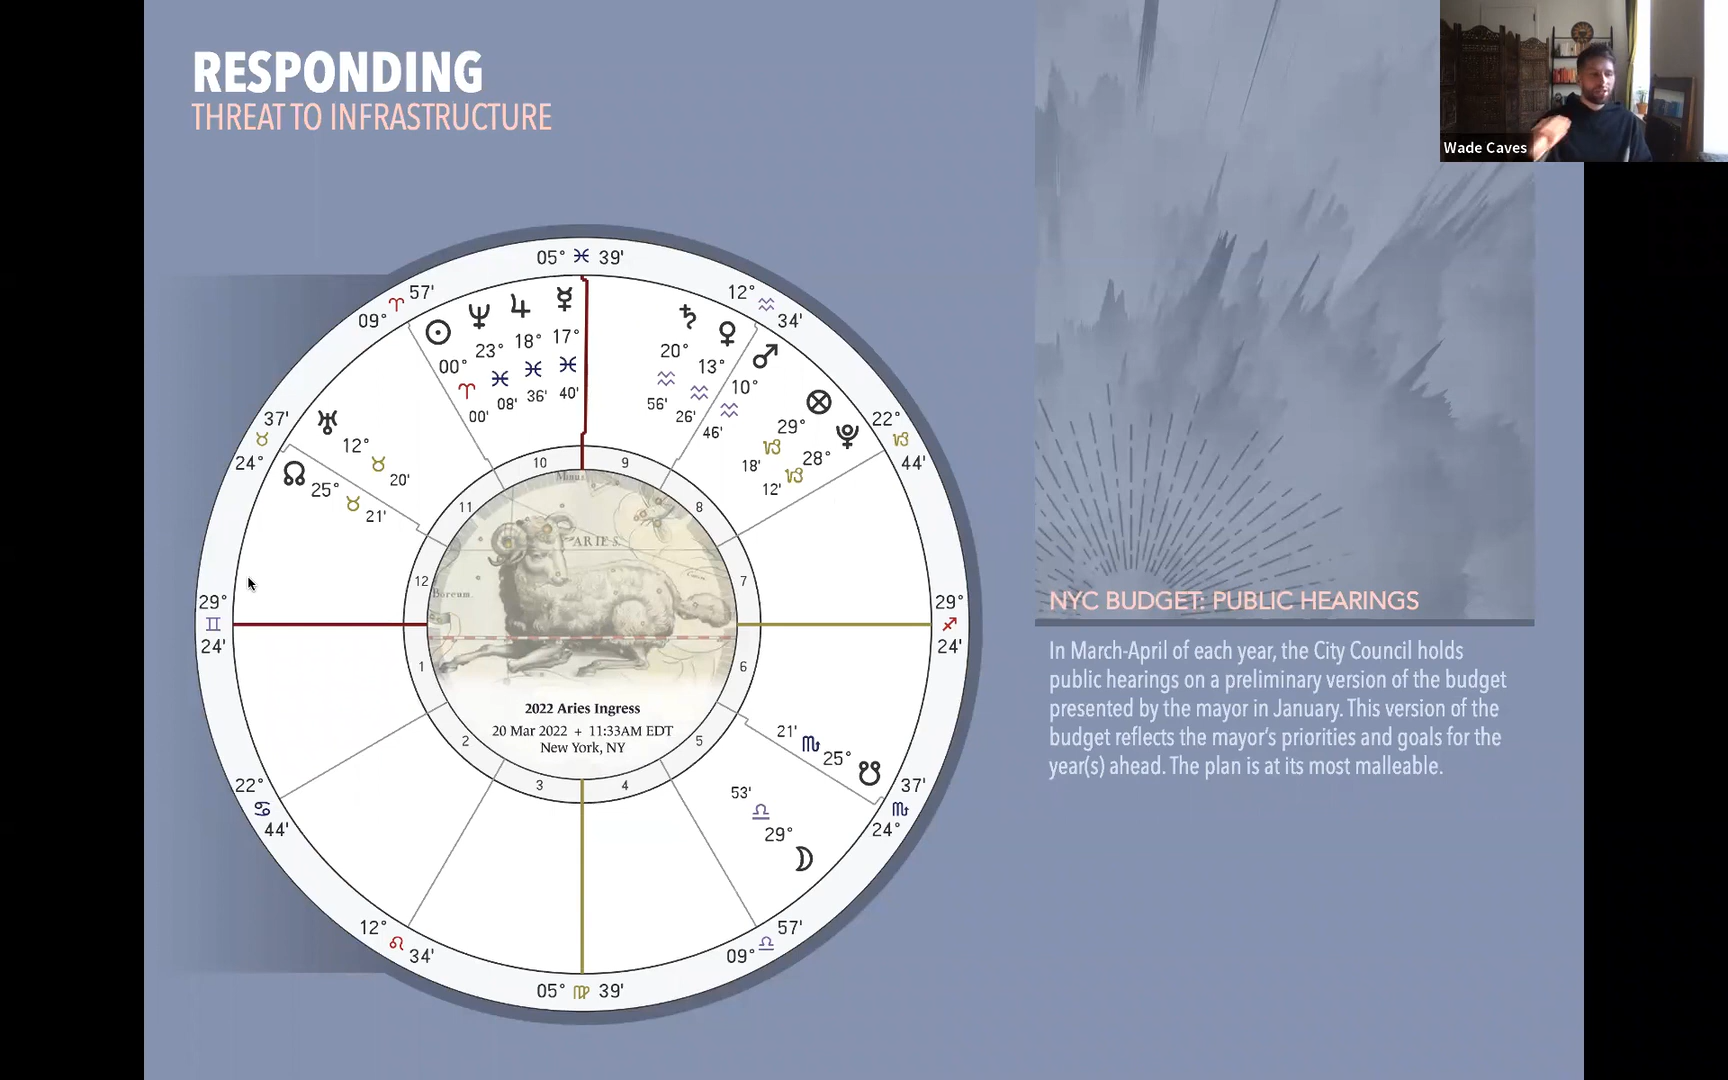 RESPONDING
THREAT TO INFRASTRUCTURE
Wade Caves
05° ♓ 39'
09° ♈ 57'
12° ♒ 34'
37' ♉ 24°
22° ♑ 44'
29° ♊ 24'
29° ♐ 24'
22° ♋ 44'
37' ♏ 24°
12° ♌ 34'
09° ♎ 57'
05° ♍ 39'
☉ 00° ♈ 00'
♆ 23° ♓ 08'
♃ 18° ♓ 36'
☿ 17° ♓ 40'
♄ 20° ♒ 56'
♀ 13° ♒ 26'
♂ 10° ♒ 46'
⊗ 29° ♑ 18'
♇ 28° ♑ 12'
♅ 12° ♉ 20'
☊ 25° ♉ 21'
21' ♏ 25° ☋
53' ♎ 29° ☽
10
9
11
8
12
7
1
6
2
5
3
4
Minus
ARIES
Boreum
2022 Aries Ingress
20 Mar 2022 + 11:33AM EDT
New York, NY
NYC BUDGET: PUBLIC HEARINGS
In March-April of each year, the City Council holds
public hearings on a preliminary version of the budget
presented by the mayor in January. This version of the
budget reflects the mayor's priorities and goals for the
year(s) ahead. The plan is at its most malleable.